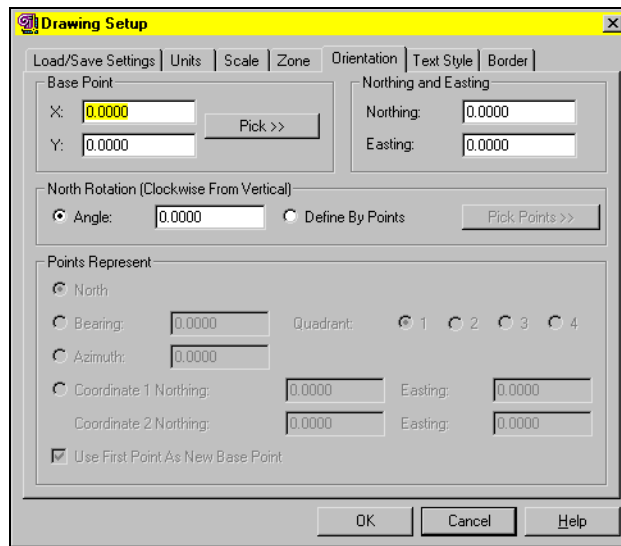 Drawing Setup
Load/Save Settings Units Scale Zone Orientation Text Style Border
Base Point
X: 0.0000
Pick >>
Y: 0.0000
Northing and Easting
Northing: 0.0000
Easting: 0.0000
North Rotation (Clockwise From Vertical)
Angle: 0.0000 Define By Points Pick Points >>
Points Represent
North
Bearing: 0.0000 Quadrant: 1 2 3 4
Azimuth: 0.0000
Coordinate 1 Northing: 0.0000 Easting: 0.0000
Coordinate 2 Northing: 0.0000 Easting: 0.0000
Use First Point As New Base Point
OK Cancel Help